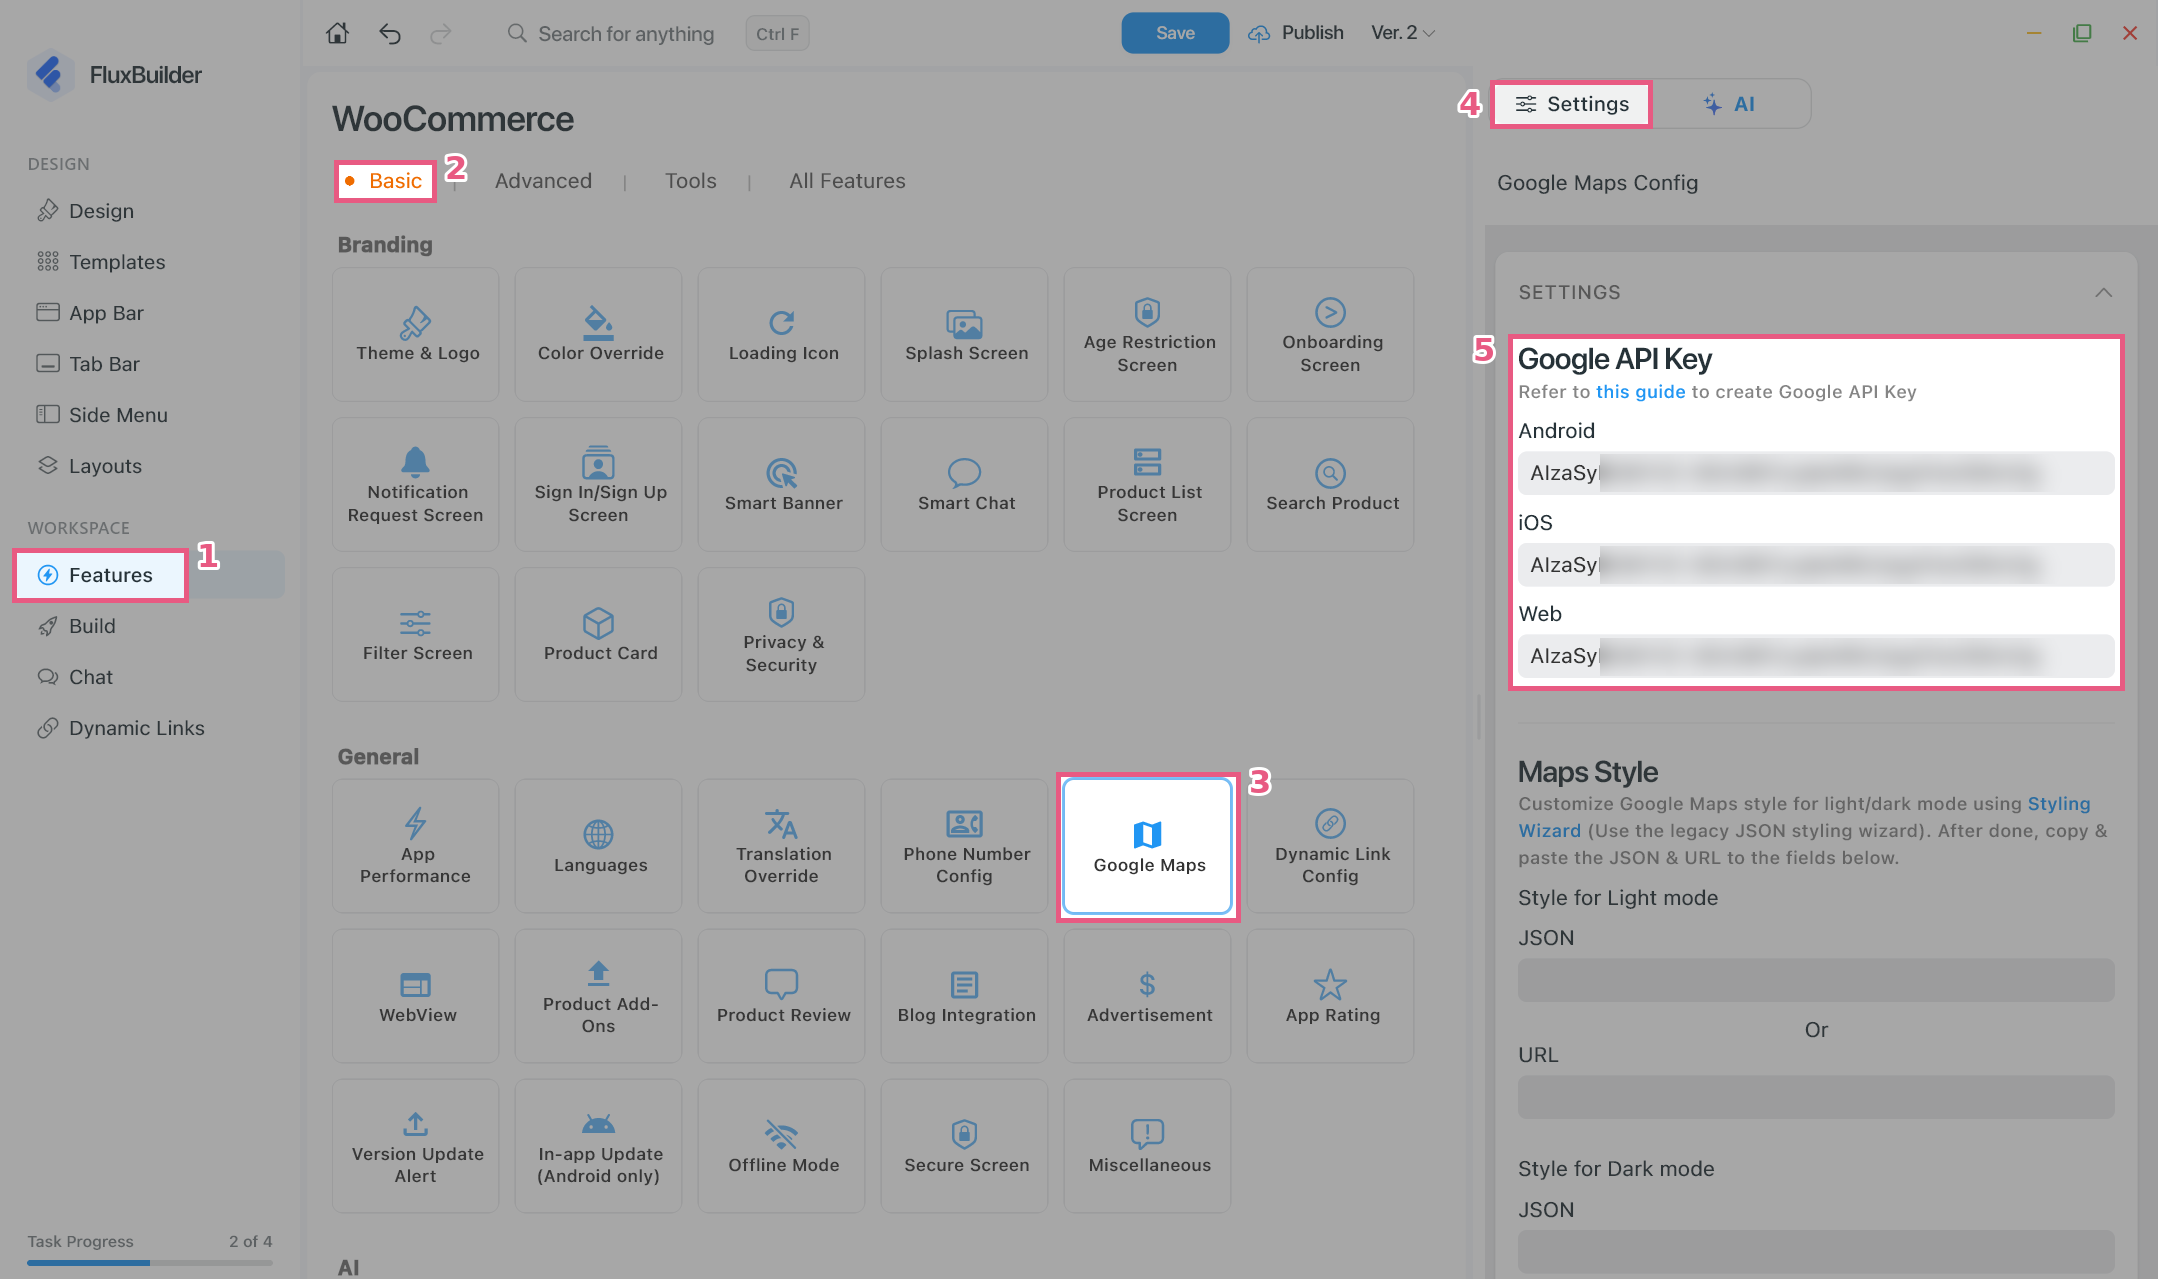 FluxBuilder
DESIGN
Design
Templates
App Bar
Tab Bar
Side Menu
Layouts
WORKSPACE
Features
1
Build
Chat
Dynamic Links
Task Progress
2 of 4
Search for anything
Ctrl F
Save
Publish
Ver. 2
WooCommerce
Basic
2
|
Advanced
|
Tools
|
All Features
Branding
Theme & Logo
Color Override
Loading Icon
Splash Screen
Age Restriction
Screen
Onboarding
Screen
Notification
Request Screen
Sign In/Sign Up
Screen
Smart Banner
Smart Chat
Product List
Screen
Search Product
Filter Screen
Product Card
Privacy &
Security
General
App
Performance
Languages
Translation
Override
Phone Number
Config
Google Maps
3
Dynamic Link
Config
WebView
Product Add-
Ons
Product Review
Blog Integration
Advertisement
App Rating
Version Update
Alert
In-app Update
(Android only)
Offline Mode
Secure Screen
Miscellaneous
AI
4
Settings
AI
Google Maps Config
SETTINGS
5
Google API Key
Refer to this guide to create Google API Key
Android
AIzaSy
iOS
AIzaSy
Web
AIzaSy
Maps Style
Customize Google Maps style for light/dark mode using Styling
Wizard (Use the legacy JSON styling wizard). After done, copy &
paste the JSON & URL to the fields below.
Style for Light mode
JSON
Or
URL
Style for Dark mode
JSON